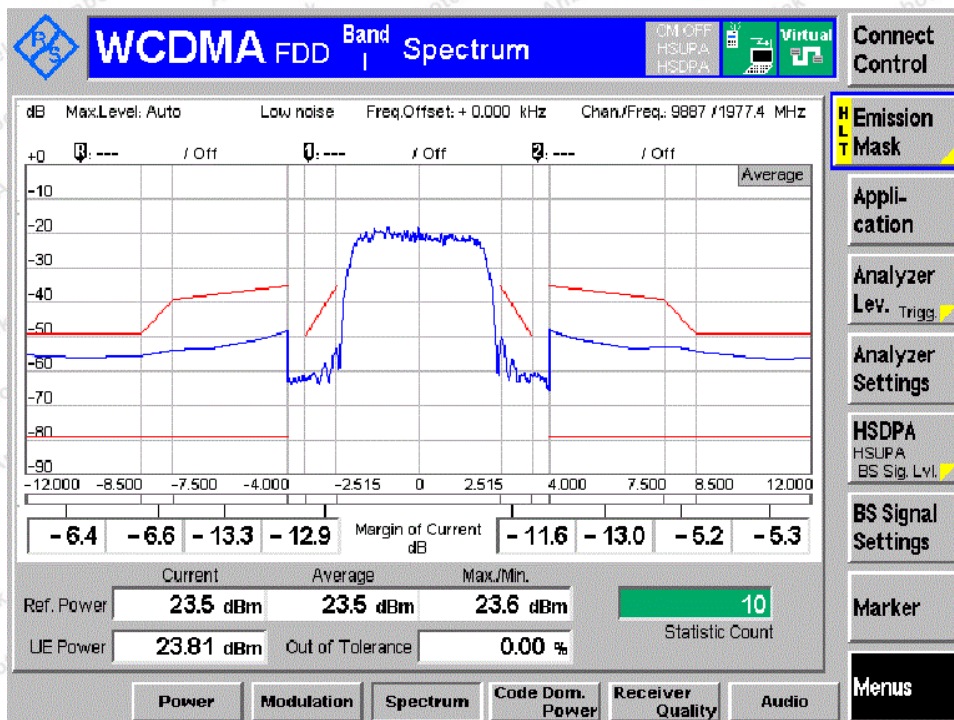 R&S WCDMA FDD Band I Spectrum
CM OFF
HSUPA
HSDPA
Virtual
Connect
Control
dB Max.Level: Auto Low noise Freq.Offset: + 0.000 kHz Chan./Freq.: 9887 / 1977.4 MHz
HLT Emission
Mask
+0 R: --- / Off 1: --- / Off 2: --- / Off
Average
-10
-20
-30
-40
-50
-60
-70
-80
-90
-12.000 -8.500 -7.500 -4.000 -2.515 0 2.515 4.000 7.500 8.500 12.000
- 6.4 - 6.6 - 13.3 - 12.9 Margin of Current - 11.6 - 13.0 - 5.2 - 5.3
dB
Current Average Max./Min.
Ref. Power 23.5 dBm 23.5 dBm 23.6 dBm 10
Statistic Count
UE Power 23.81 dBm Out of Tolerance 0.00 %
Appli-
cation
Analyzer
Lev. Trigg.
Analyzer
Settings
HSDPA
HSUPA
BS Sig. Lvl.
BS Signal
Settings
Marker
Menus
Power Modulation Spectrum Code Dom. Power Receiver Quality Audio